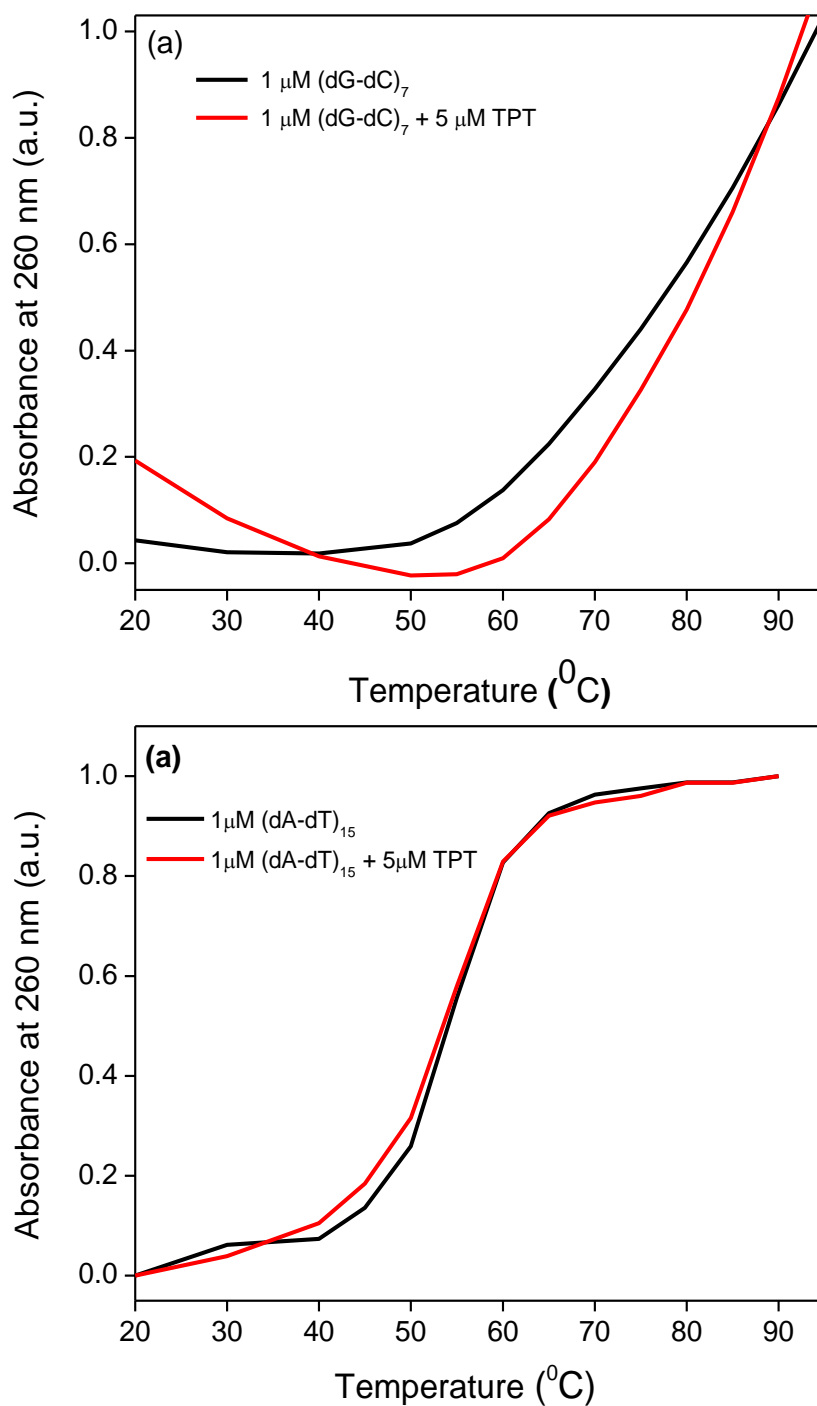 (a)
1 μM (dG-dC)7
1 μM (dG-dC)7 + 5 μM TPT
Absorbance at 260 nm (a.u.)
1.0
0.8
0.6
0.4
0.2
0.0
20 30 40 50 60 70 80 90
Temperature (0C)
(a)
1μM (dA-dT)15
1μM (dA-dT)15 + 5μM TPT
Absorbance at 260 nm (a.u.)
1.0
0.8
0.6
0.4
0.2
0.0
20 30 40 50 60 70 80 90
Temperature (0C)